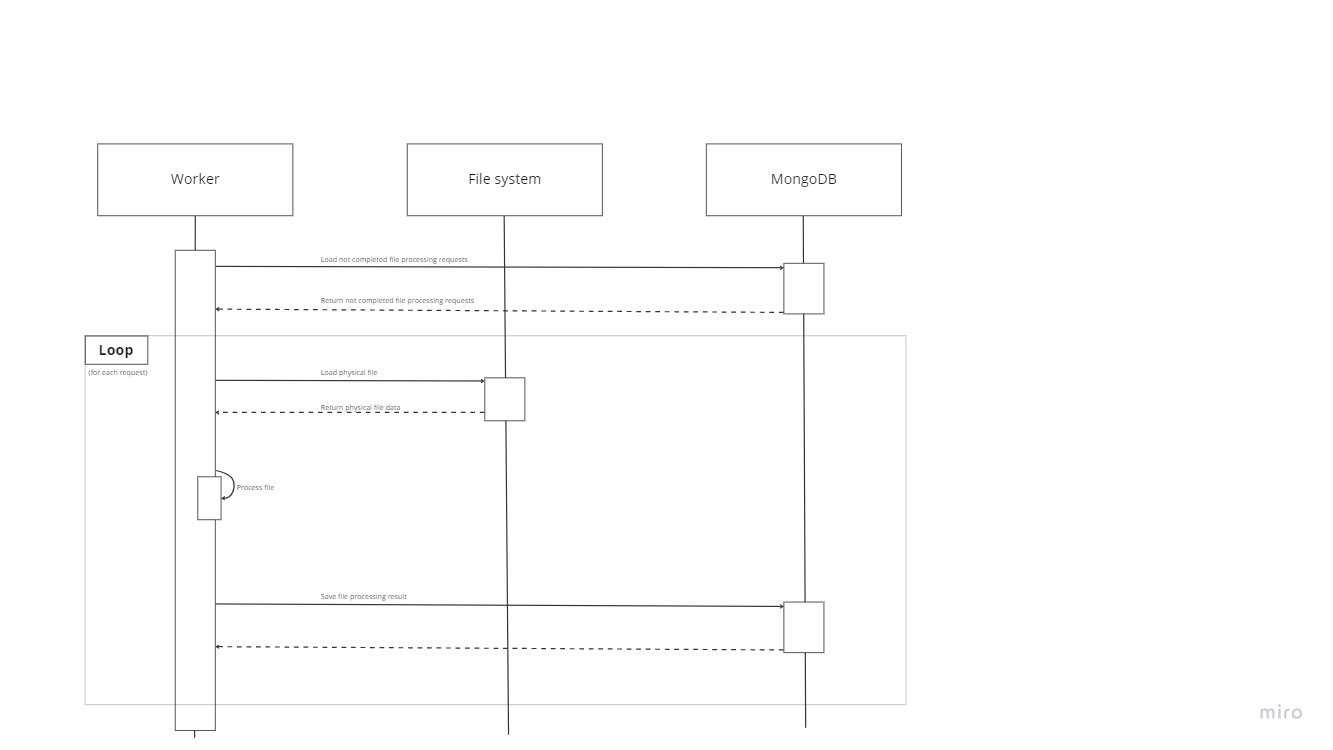 Worker
File system
MongoDB
Load not completed file processing requests
Return not completed file processing requests
Loop
(for each request)
Load physical file
Return physical file data
Process file
Save file processing result
miro